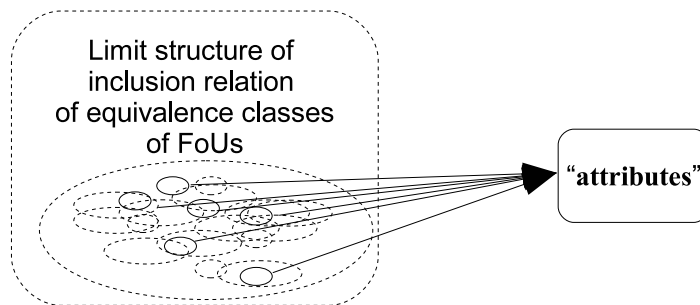 Limit structure of
inclusion relation
of equivalence classes
of FoUs
“attributes”